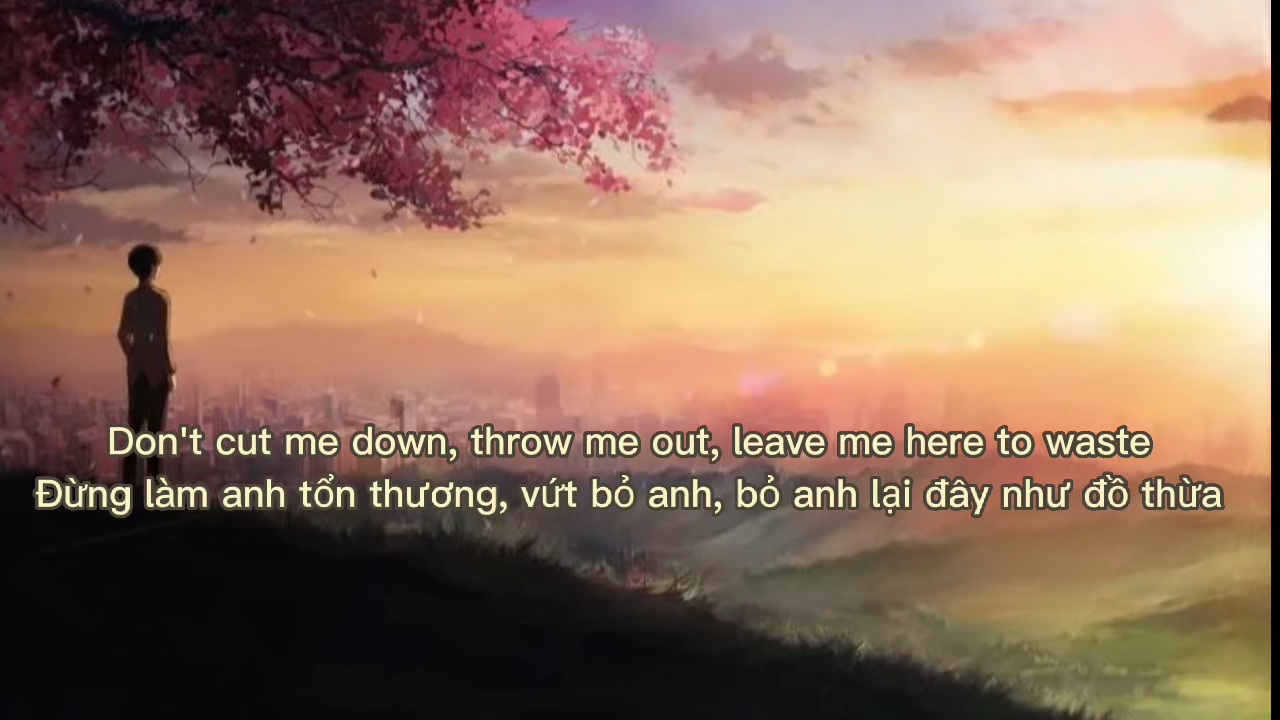 Don't cut me down, throw me out, leave me here to waste
Đừng làm anh tổn thương, vứt bỏ anh, bỏ anh lại đây như đồ thừa